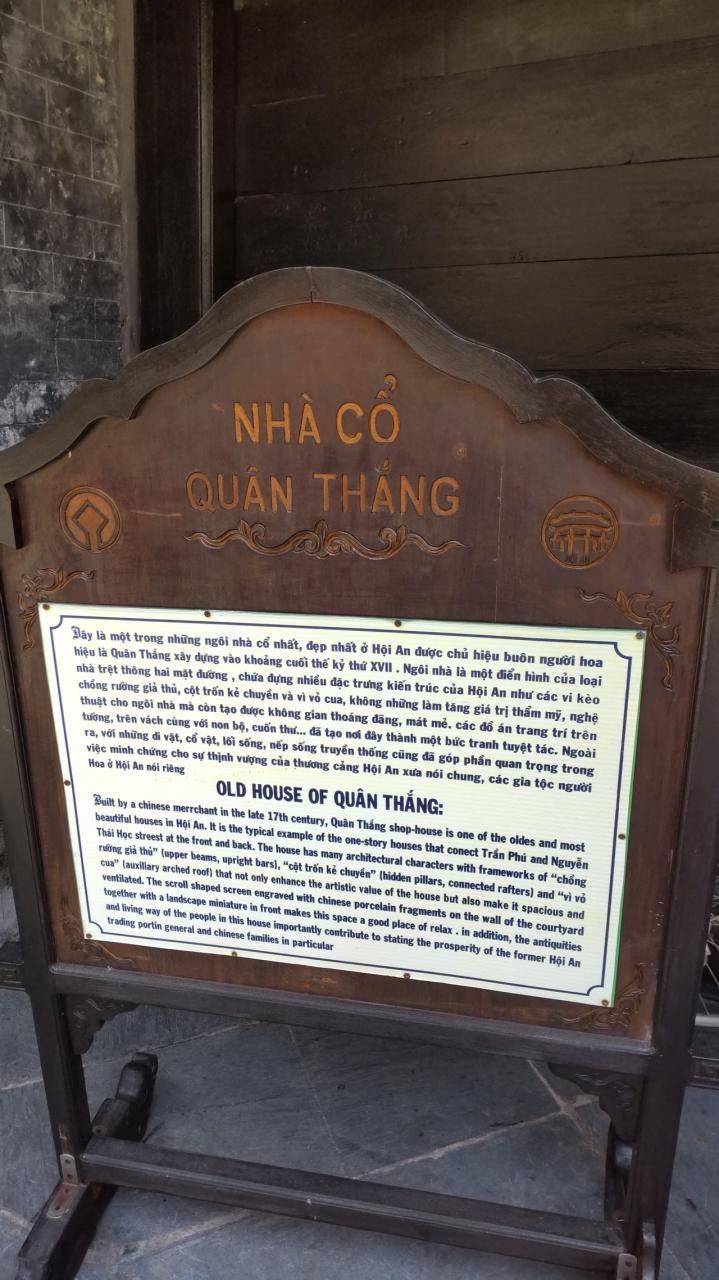 NHÀ CỔ
QUÂN THẮNG
HỘI AN
Đây là một trong những ngôi nhà cổ nhất, đẹp nhất ở Hội An được chủ hiệu buôn người hoa
hiệu là Quân Thắng xây dựng vào khoảng cuối thế kỷ thứ XVII . Ngôi nhà là một điển hình của loại
nhà trệt thông hai mặt đường , chứa đựng nhiều đặc trưng kiến trúc của Hội An như các vì kèo
chồng rường giả thủ, cột trốn kẻ chuyền và vì vỏ cua, không những làm tăng giá trị thẩm mỹ, nghệ
thuật cho ngôi nhà mà còn tạo được không gian thoáng đãng, mát mẻ. các đồ án trang trí trên
tường, trên vách cùng với non bộ, cuốn thư... đã tạo nơi đây thành một bức tranh tuyệt tác. Ngoài
ra, với những di vật, cổ vật, lối sống, nếp sống truyền thống cũng đã góp phần quan trọng trong
việc minh chứng cho sự thịnh vượng của thương cảng Hội An xưa nói chung, các gia tộc người
Hoa ở Hội An nói riêng
OLD HOUSE OF QUÂN THẮNG:
Built by a chinese merrchant in the late 17th century, Quân Thắng shop-house is one of the oldes and most
beautiful houses in Hội An. It is the typical example of the one-story houses that conect Trần Phú and Nguyễn
Thái Học streest at the front and back. The house has many architectural characters with frameworks of “chồng
rường giả thủ” (upper beams, upright bars), “cột trốn kẻ chuyền” (hidden pillars, connected rafters) and “vì vỏ
cua” (auxiliary arched roof) that not only enhance the artistic value of the house but also make it spacious and
ventilated. The scroll shaped screen engraved with chinese porcelain fragments on the wall of the courtyard
together with a landscape miniature in front makes this space a good place of relax . in addition, the antiquities
and living way of the people in this house importantly contribute to stating the prosperity of the former Hội An
trading portin general and chinese families in particular